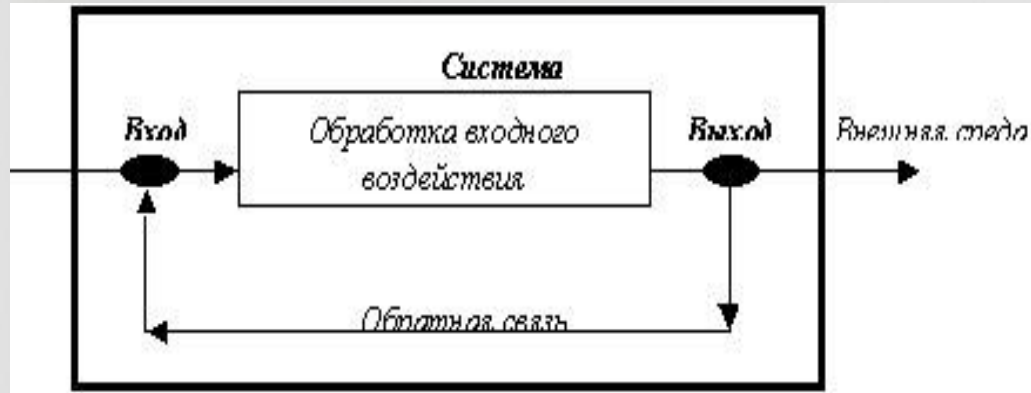 Система
Вход
Обработка входного
воздействия
Выход
Внешняя среда
Обратная связь